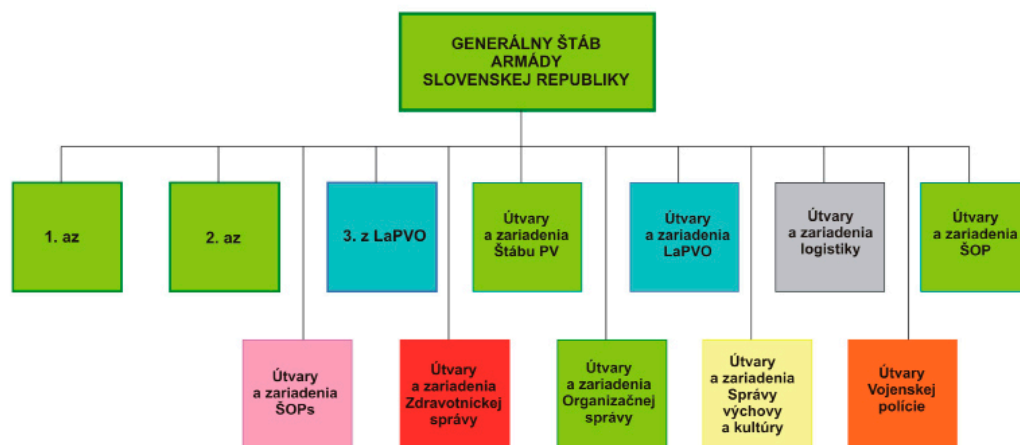 GENERÁLNY ŠTÁB
ARMÁDY
SLOVENSKEJ REPUBLIKY
1. az
2. az
3. z LaPVO
Útvary
a zariadenia
Štábu PV
Útvary
a zariadenia
LaPVO
Útvary
a zariadenia
logistiky
Útvary
a zariadenia
ŠOP
Útvary
a zariadenia
ŠOPs
Útvary
a zariadenia
Zdravotníckej
správy
Útvary
a zariadenia
Organizačnej
správy
Útvary
a zariadenia
Správy
výchovy
a kultúry
Útvary
Vojenskej
polície